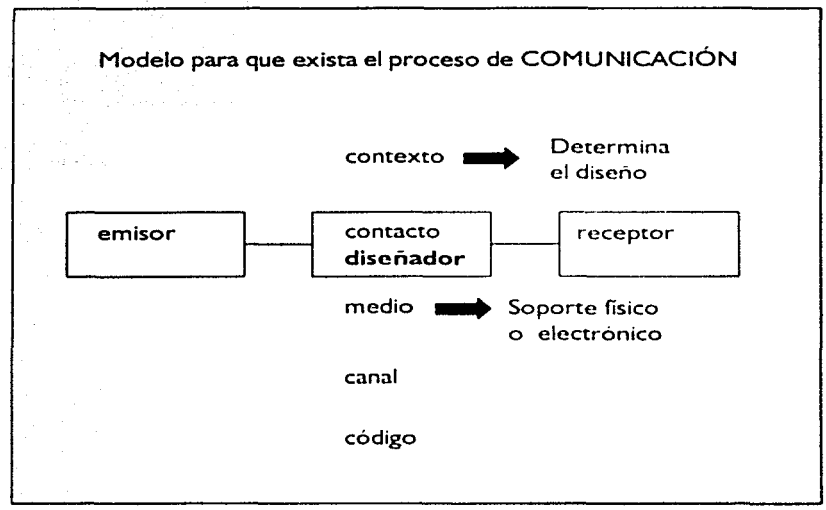 Modelo para que exista el proceso de COMUNICACIÓN
contexto
Determina
el diseño
emisor
contacto
diseñador
receptor
medio
Soporte físico
o electrónico
canal
código